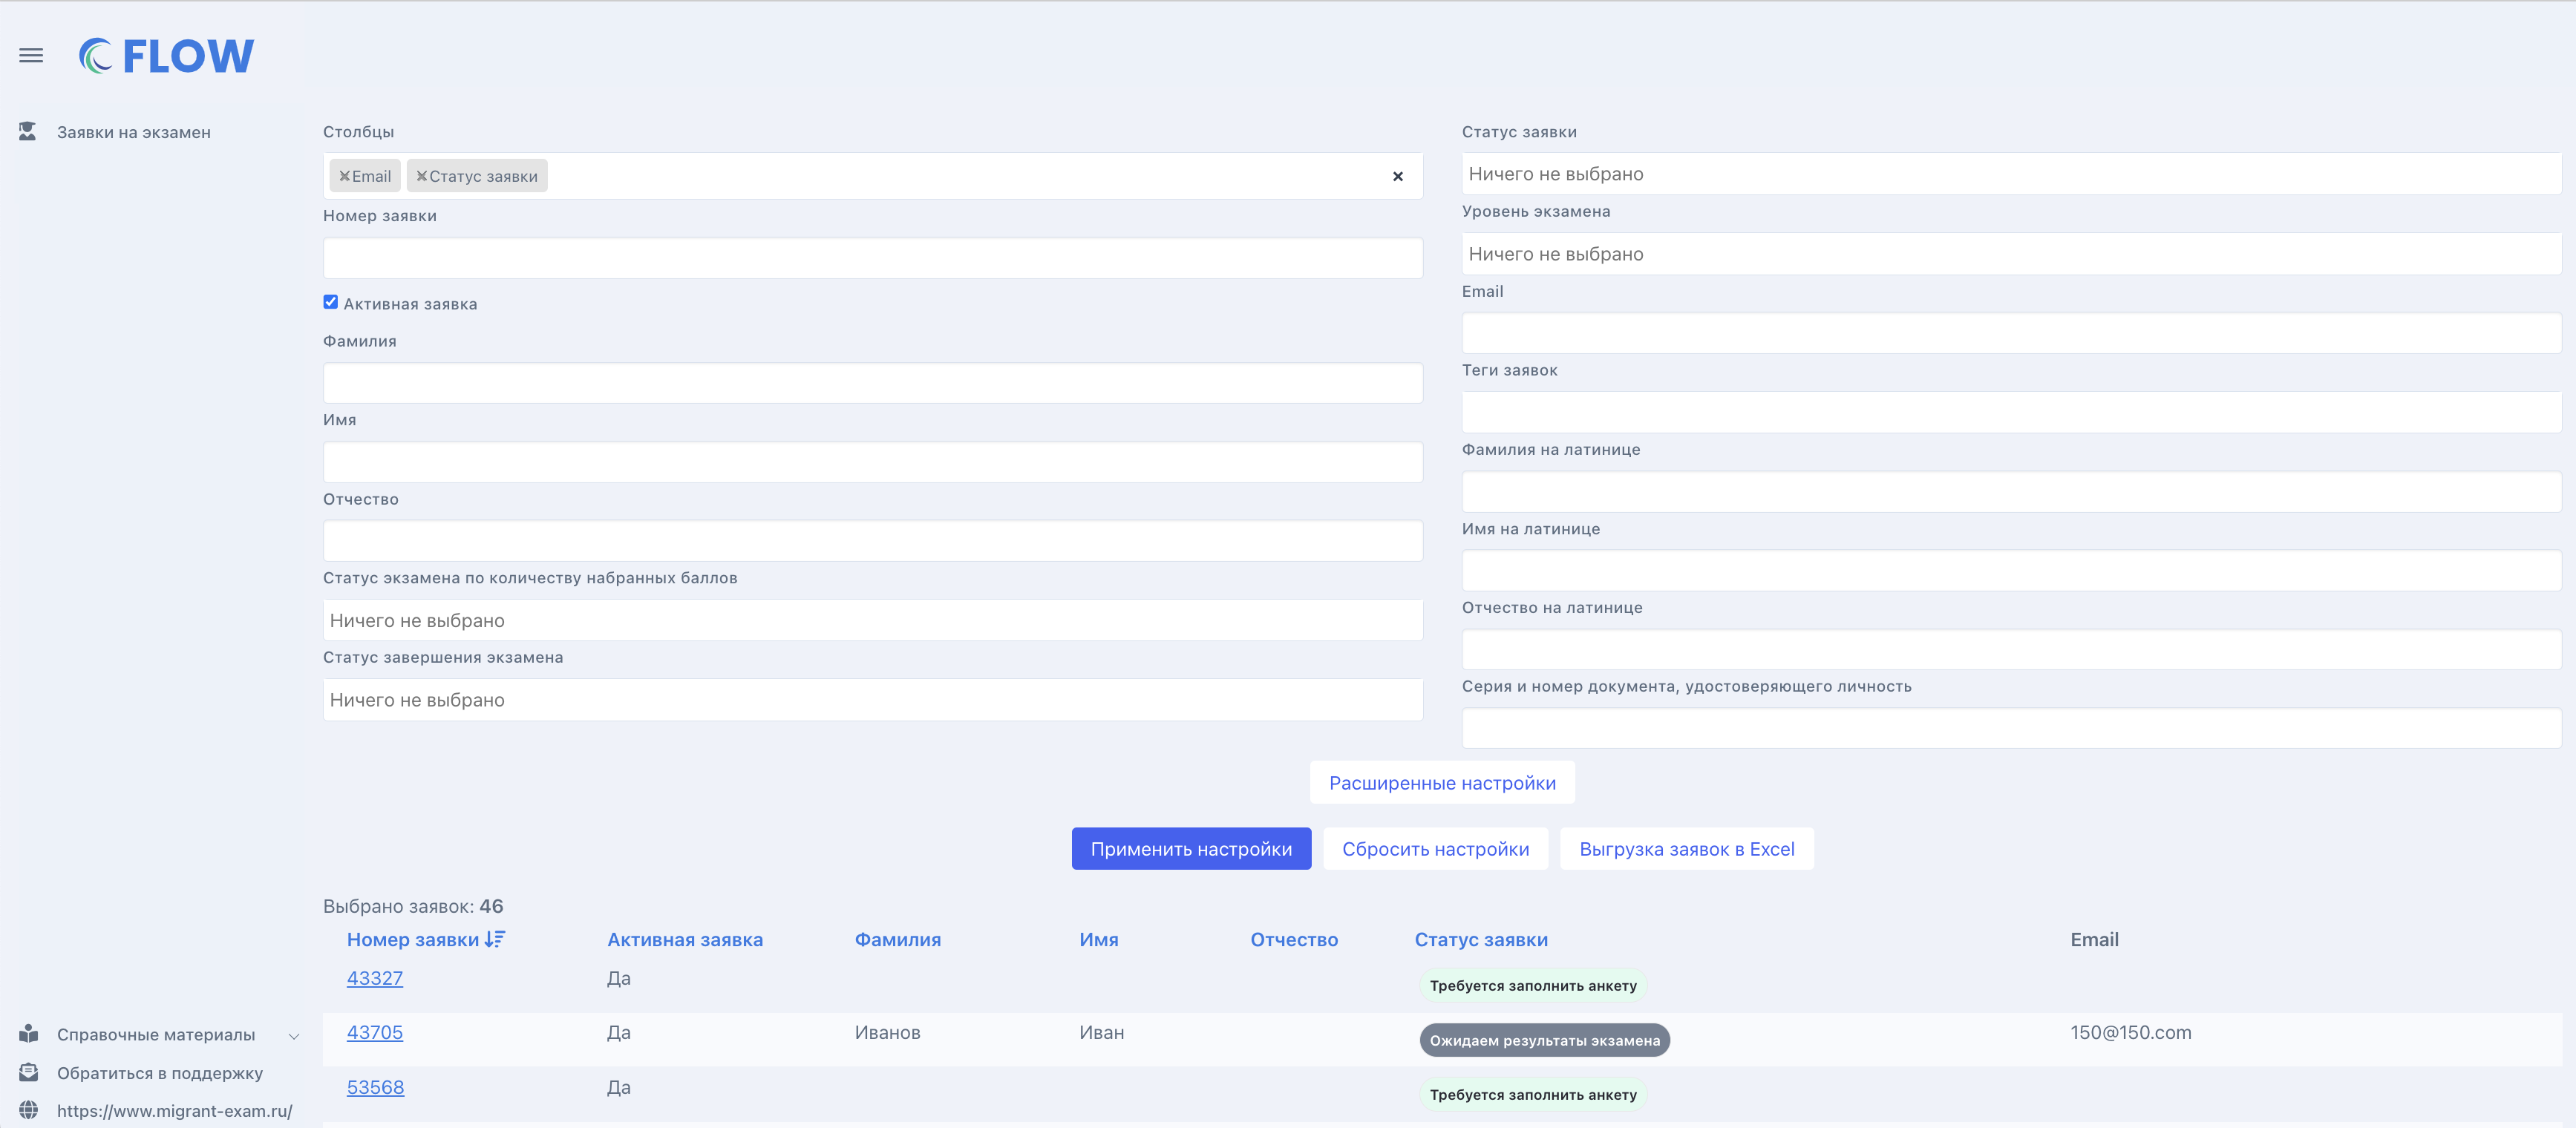 FLOW
Заявки на экзамен
Столбцы
Email Статус заявки
Номер заявки
Активная заявка
Фамилия
Имя
Отчество
Статус экзамена по количеству набранных баллов
Ничего не выбрано
Статус завершения экзамена
Ничего не выбрано
Статус заявки
Ничего не выбрано
Уровень экзамена
Ничего не выбрано
Email
Теги заявок
Фамилия на латинице
Имя на латинице
Отчество на латинице
Серия и номер документа, удостоверяющего личность
Расширенные настройки
Применить настройки Сбросить настройки Выгрузка заявок в Excel
Выбрано заявок: 46
Номер заявки Активная заявка Фамилия Имя Отчество Статус заявки Email
43327 Да Требуется заполнить анкету
43705 Да Иванов Иван Ожидаем результаты экзамена 150@150.com
53568 Да Требуется заполнить анкету
Справочные материалы
Обратиться в поддержку
https://www.migrant-exam.ru/